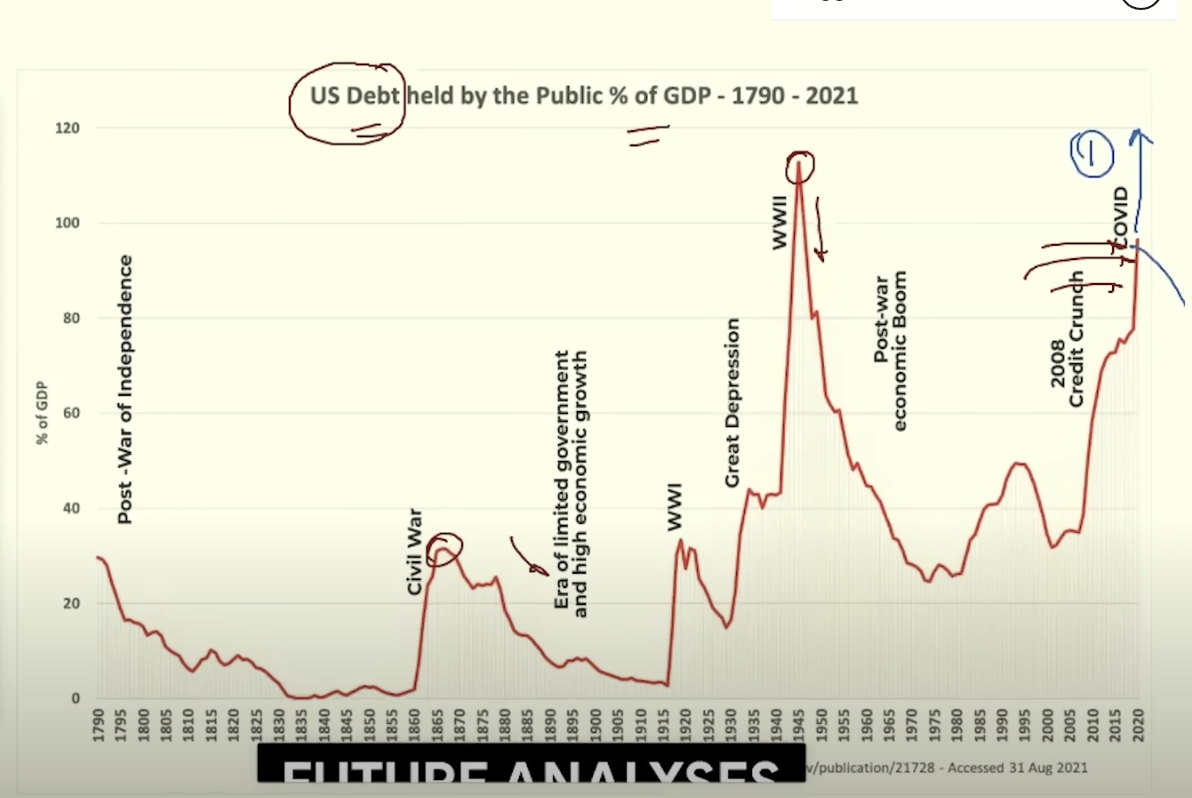 US Debt held by the Public % of GDP - 1790 - 2021
120
100
80
60
40
20
0
% of GDP
Post -War of Independence
Civil War
Era of limited government
and high economic growth
WWI
Great Depression
WWII
Post-war
economic Boom
2008
Credit Crunch
COVID
1
1790 1795 1800 1805 1810 1815 1820 1825 1830 1835 1840 1845 1850 1855 1860 1865 1870 1875 1880 1885 1890 1895 1900 1905 1910 1915 1920 1925 1930 1935 1940 1945 1950 1955 1960 1965 1970 1975 1980 1985 1990 1995 2000 2005 2010 2015 2020
FUTURE ANALYSES
v/publication/21728 - Accessed 31 Aug 2021